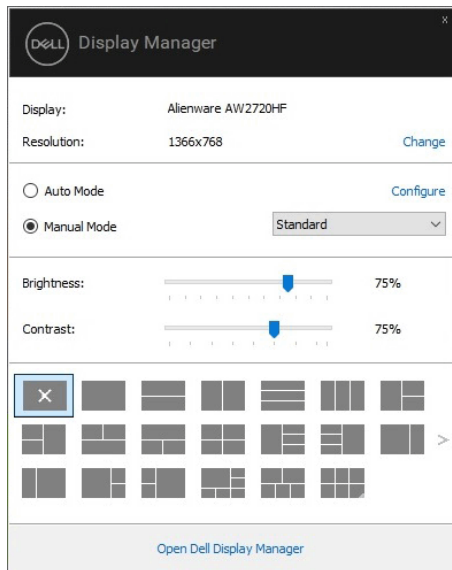 x
DELL Display Manager
Display: Alienware AW2720HF
Resolution: 1366x768 Change
Auto Mode Configure
Manual Mode Standard
Brightness: 75%
Contrast: 75%
Open Dell Display Manager